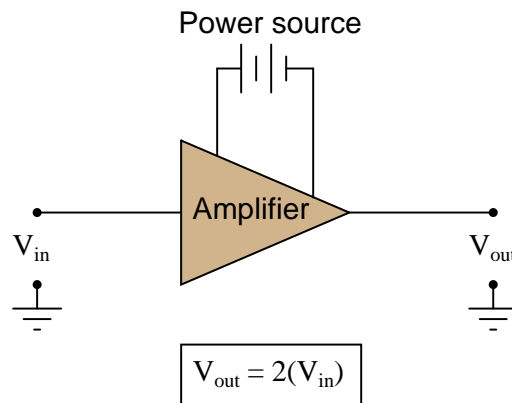 Power source
Amplifier
V_in
V_out
V_out = 2(V_in)